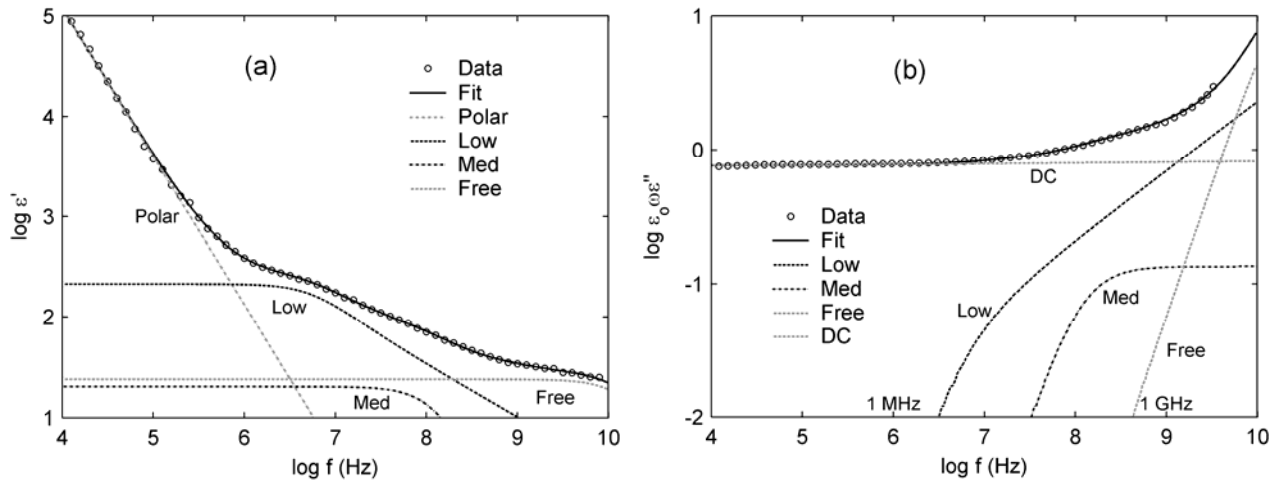 (a)
log ε'
5
4
3
2
1
Data
Fit
Polar
Low
Med
Free
Polar
Low
Med
Free
4 5 6 7 8 9 10
log f (Hz)
(b)
log ε₀ωε"
1
0
-1
-2
DC
Data
Fit
Low
Med
Free
DC
Low
Med
Free
1 MHz
1 GHz
4 5 6 7 8 9 10
log f (Hz)